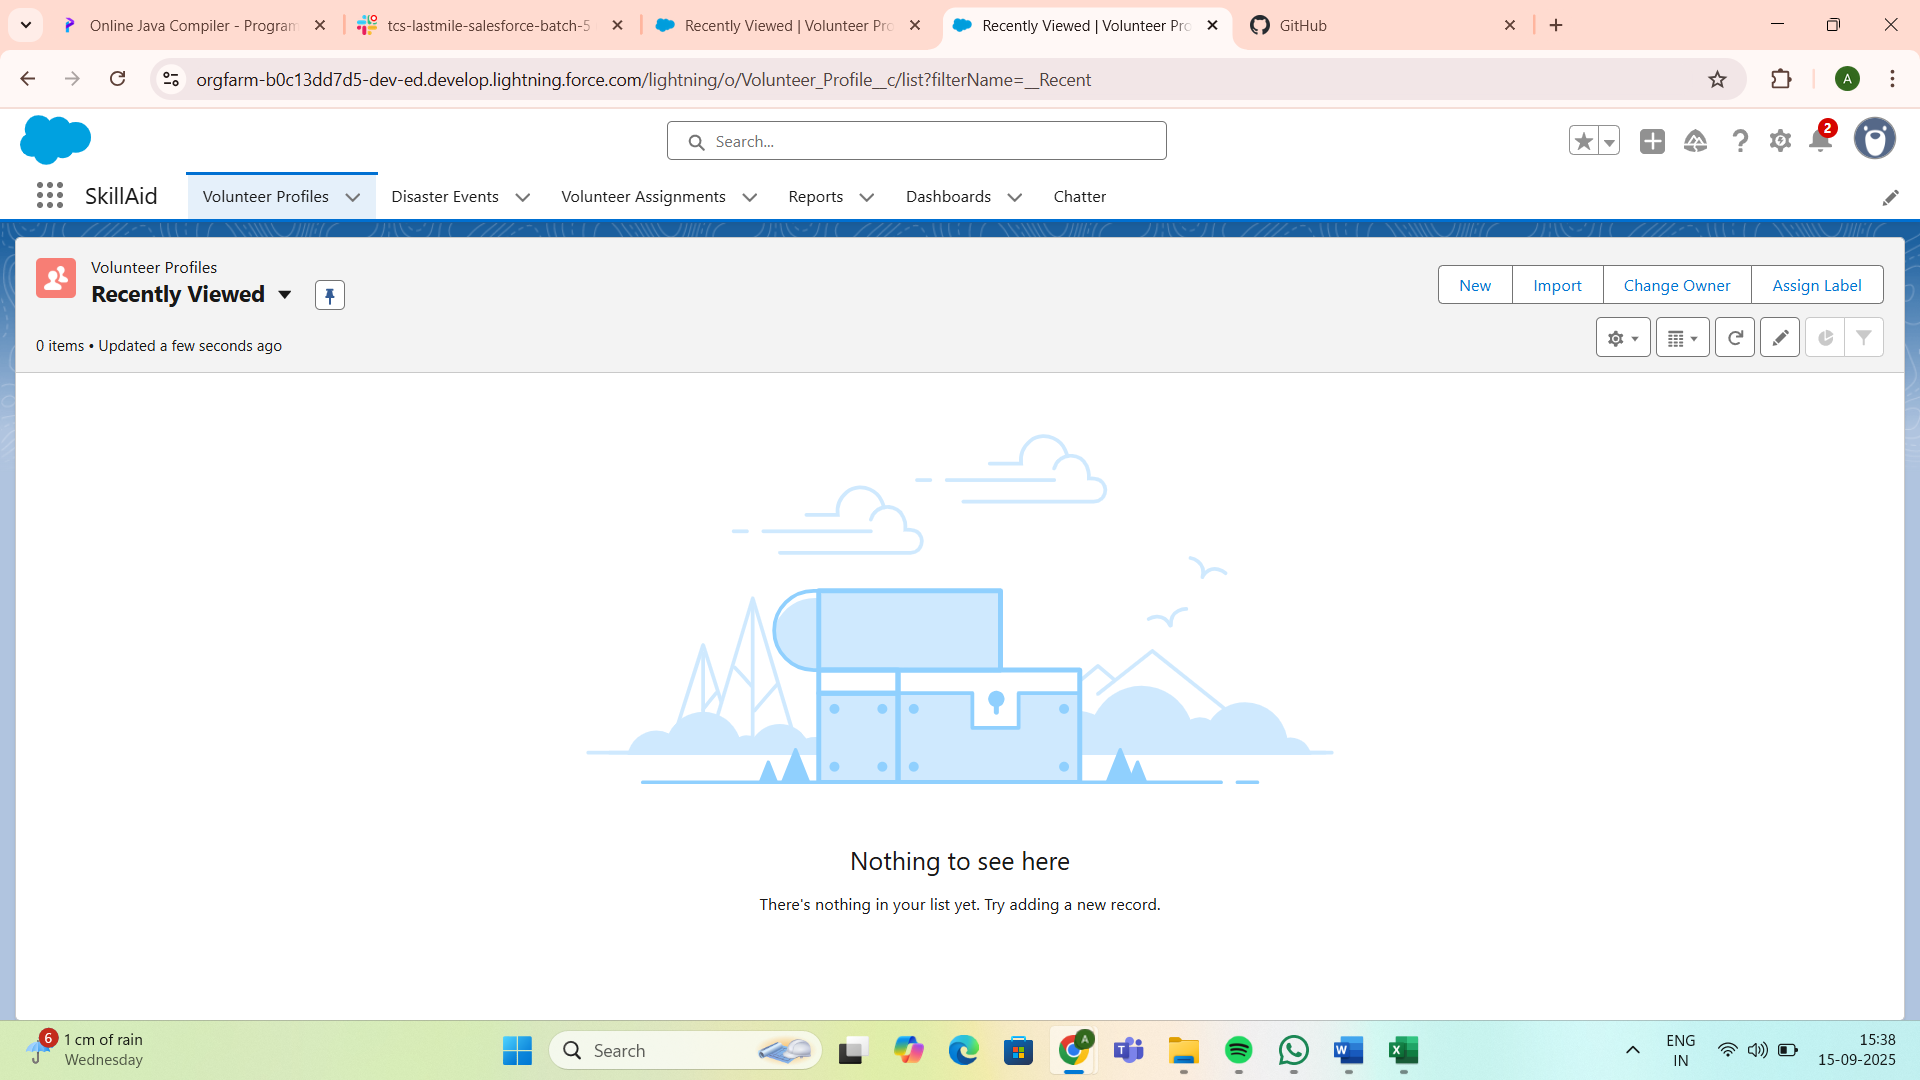 Online Java Compiler - Program
tcs-lastmile-salesforce-batch-5
Recently Viewed | Volunteer Pro
Recently Viewed | Volunteer Pro
GitHub
orgfarm-b0c13dd7d5-dev-ed.develop.lightning.force.com/lightning/o/Volunteer_Profile__c/list?filterName=__Recent
A
Search...
2
SkillAid
Volunteer Profiles
Disaster Events
Volunteer Assignments
Reports
Dashboards
Chatter
Volunteer Profiles
Recently Viewed
New
Import
Change Owner
Assign Label
0 items • Updated a few seconds ago
Nothing to see here
There's nothing in your list yet. Try adding a new record.
6
1 cm of rain
Wednesday
Search
A
ENG
IN
15:38
15-09-2025